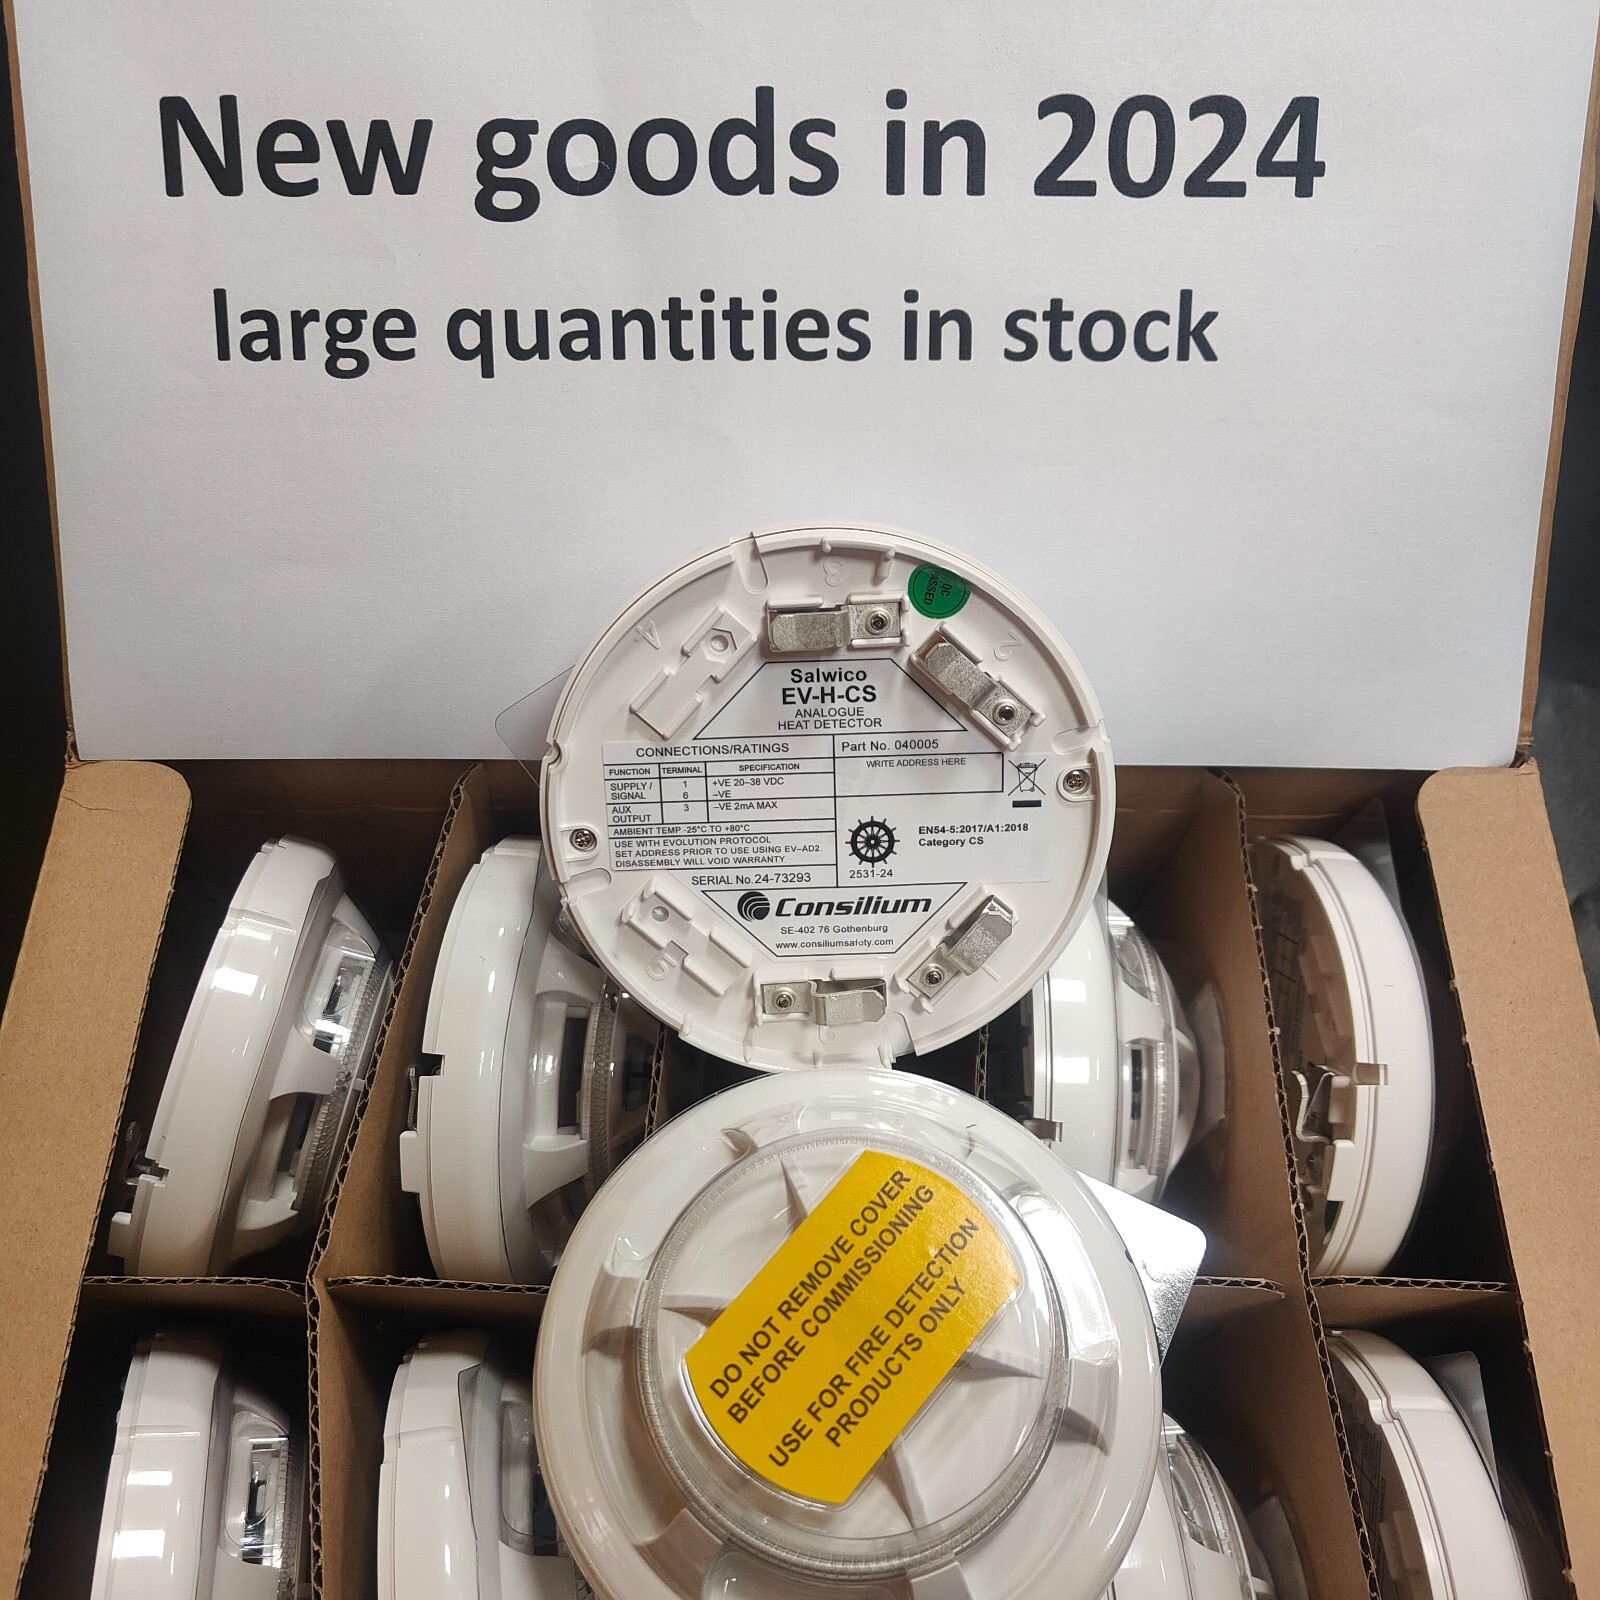 New goods in 2024
large quantities in stock
3
QC
PASSED
4
2
Salwico
EV-H-CS
ANALOGUE
HEAT DETECTOR
CONNECTIONS/RATINGS
FUNCTION TERMINAL SPECIFICATION
SUPPLY / SIGNAL 1 +VE 20–38 VDC
6 –VE
AUX OUTPUT 3 –VE 2mA MAX
AMBIENT TEMP -25°C TO +80°C
USE WITH EVOLUTION PROTOCOL
SET ADDRESS PRIOR TO USE USING EV–AD2.
DISASSEMBLY WILL VOID WARRANTY
SERIAL No.24-73293
Part No. 040005
WRITE ADDRESS HERE
EN54-5:2017/A1:2018
Category CS
2531-24
Consilium
SE-402 76 Gothenburg
www.consiliumsafety.com
5
DO NOT REMOVE COVER
BEFORE COMMISSIONING
USE FOR FIRE DETECTION
PRODUCTS ONLY